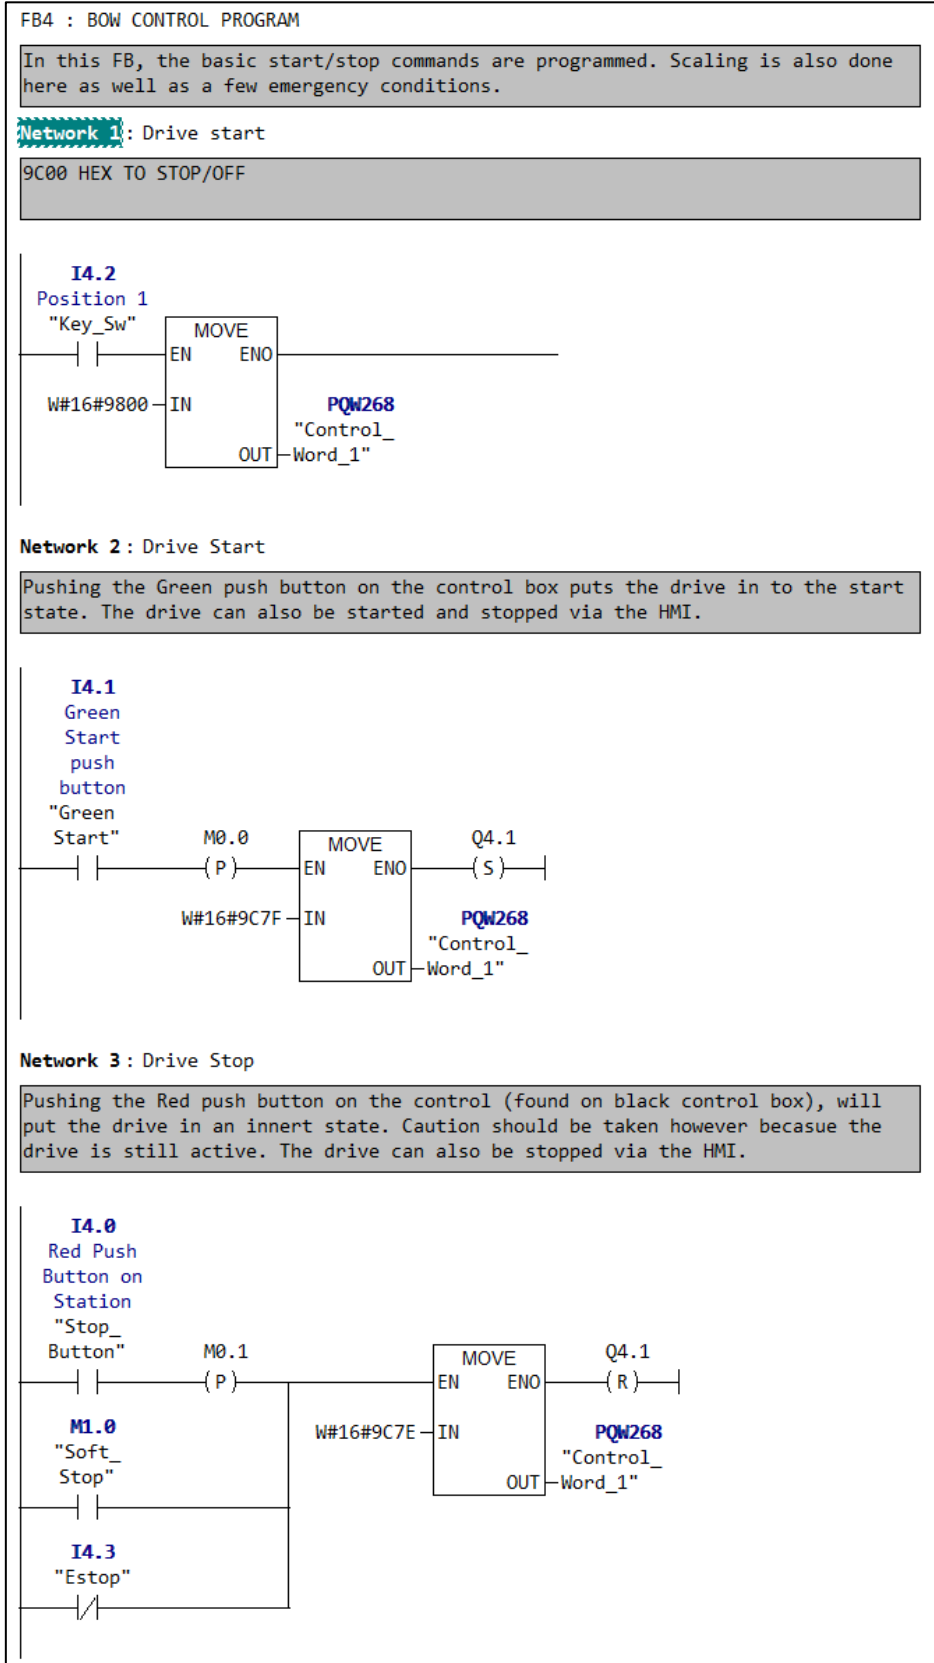 FB4 : BOW CONTROL PROGRAM
In this FB, the basic start/stop commands are programmed. Scaling is also done
here as well as a few emergency conditions.
Network 1: Drive start
9C00 HEX TO STOP/OFF
I4.2
Position 1
"Key_Sw"
MOVE
EN ENO
W#16#9800 IN
PQW268
"Control_
OUT Word_1"
Network 2 : Drive Start
Pushing the Green push button on the control box puts the drive in to the start
state. The drive can also be started and stopped via the HMI.
I4.1
Green
Start
push
button
"Green
Start"
M0.0
MOVE
Q4.1
(P)
EN ENO
(S)
W#16#9C7F IN
PQW268
"Control_
OUT Word_1"
Network 3 : Drive Stop
Pushing the Red push button on the control (found on black control box), will
put the drive in an innert state. Caution should be taken however becasue the
drive is still active. The drive can also be stopped via the HMI.
I4.0
Red Push
Button on
Station
"Stop_
Button"
M0.1
MOVE
Q4.1
(P)
EN ENO
(R)
M1.0
"Soft_
Stop"
W#16#9C7E IN
PQW268
"Control_
OUT Word_1"
I4.3
"Estop"